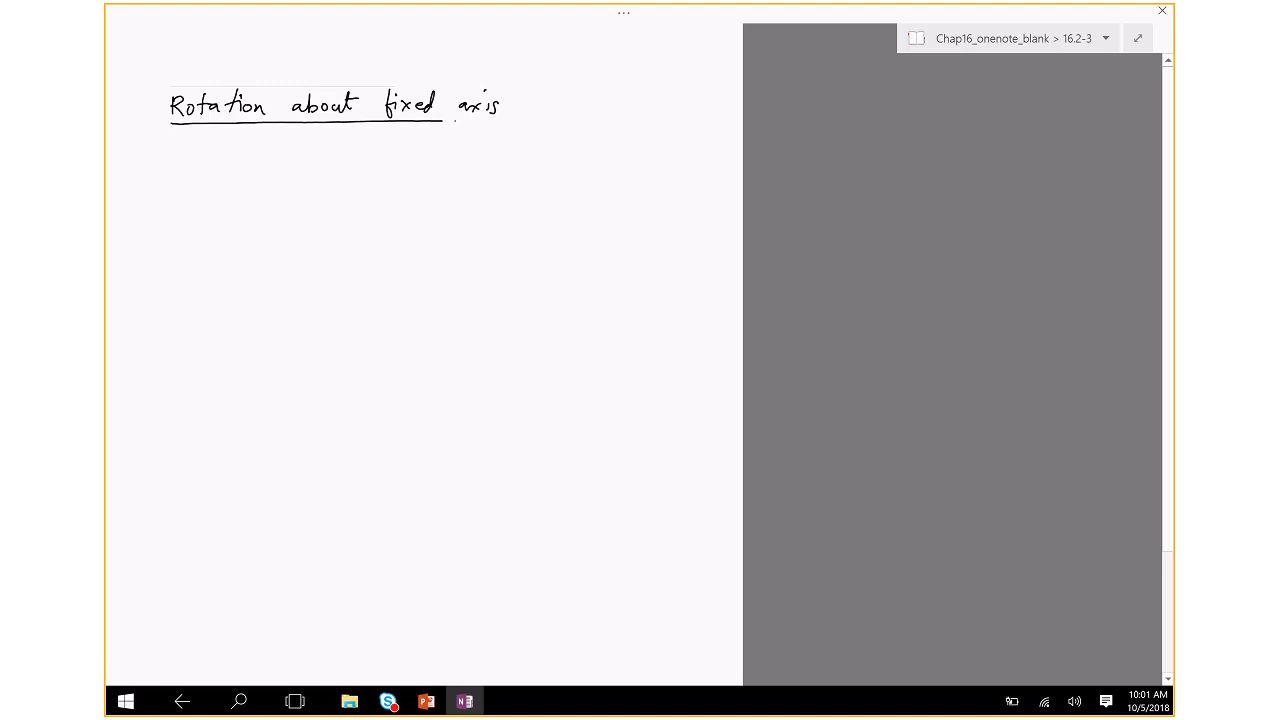 ...
Chap16_onenote_blank > 16.2-3
Rotation about fixed axis
10:01 AM
10/5/2018